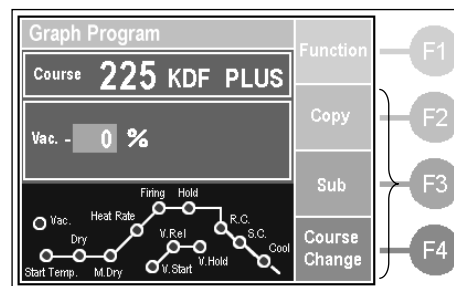 Graph Program
Function
F1
Course 225 KDF PLUS
Copy
F2
Vac. - 0 %
Sub
F3
Firing Hold
Vac. Heat Rate R.C.
Dry V.Rel S.C.
Cool
Start Temp. M.Dry V.Start V.Hold
Course
Change
F4